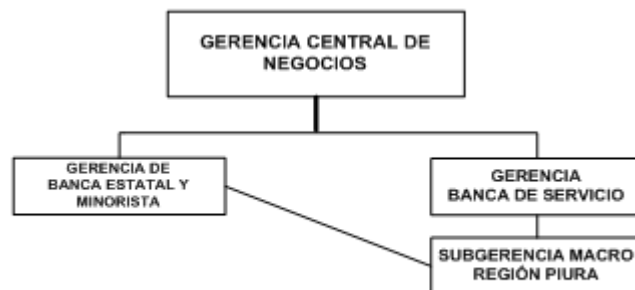 GERENCIA CENTRAL DE
NEGOCIOS
GERENCIA DE
BANCA ESTATAL Y
MINORISTA
GERENCIA
BANCA DE SERVICIO
SUBGERENCIA MACRO
REGIÓN PIURA